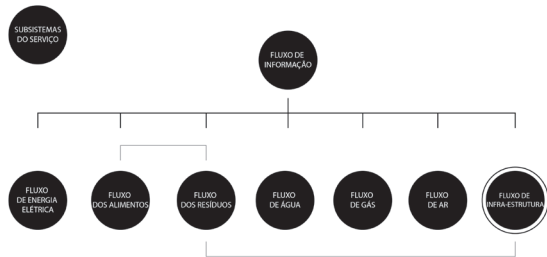 SUBSISTEMAS
DO SERVIÇO
FLUXO DE
INFORMAÇÃO
FLUXO
DE ENERGIA
ELÉTRICA
FLUXO
DOS ALIMENTOS
FLUXO
DOS RESÍDUOS
FLUXO
DE ÁGUA
FLUXO
DE GÁS
FLUXO
DE AR
FLUXO DE
INFRA-ESTRUTURA